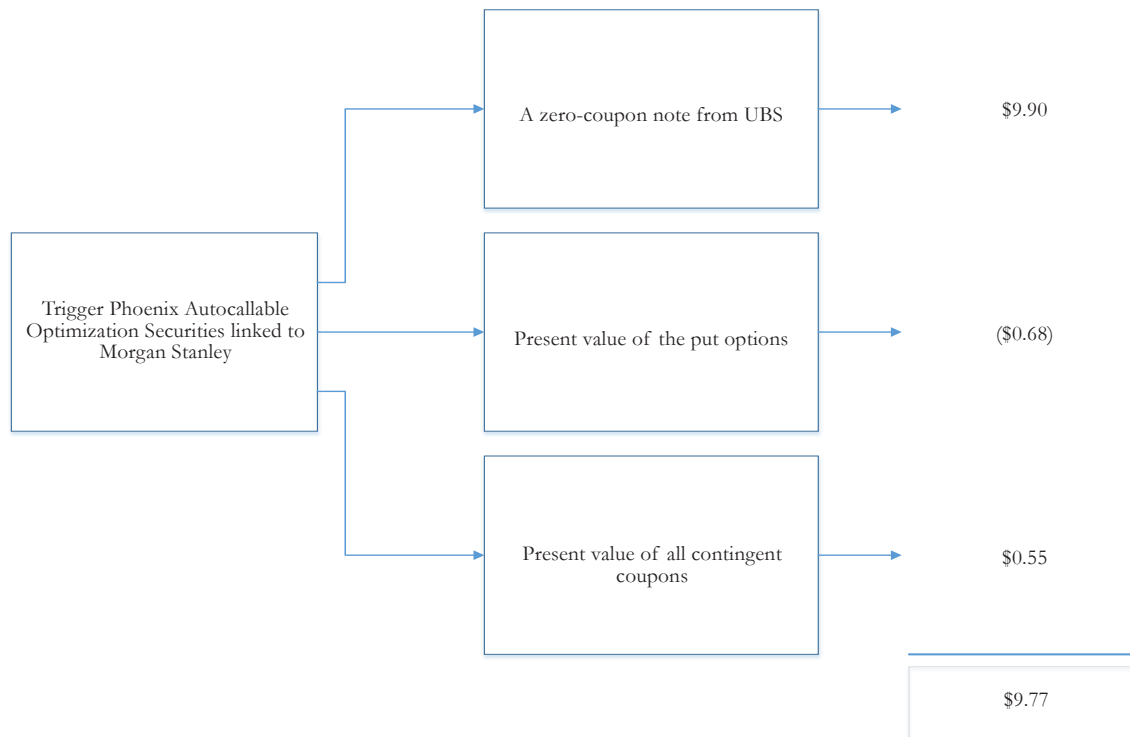 A zero-coupon note from UBS
$9.90
Trigger Phoenix Autocallable
Optimization Securities linked to
Morgan Stanley
Present value of the put options
($0.68)
Present value of all contingent
coupons
$0.55
$9.77